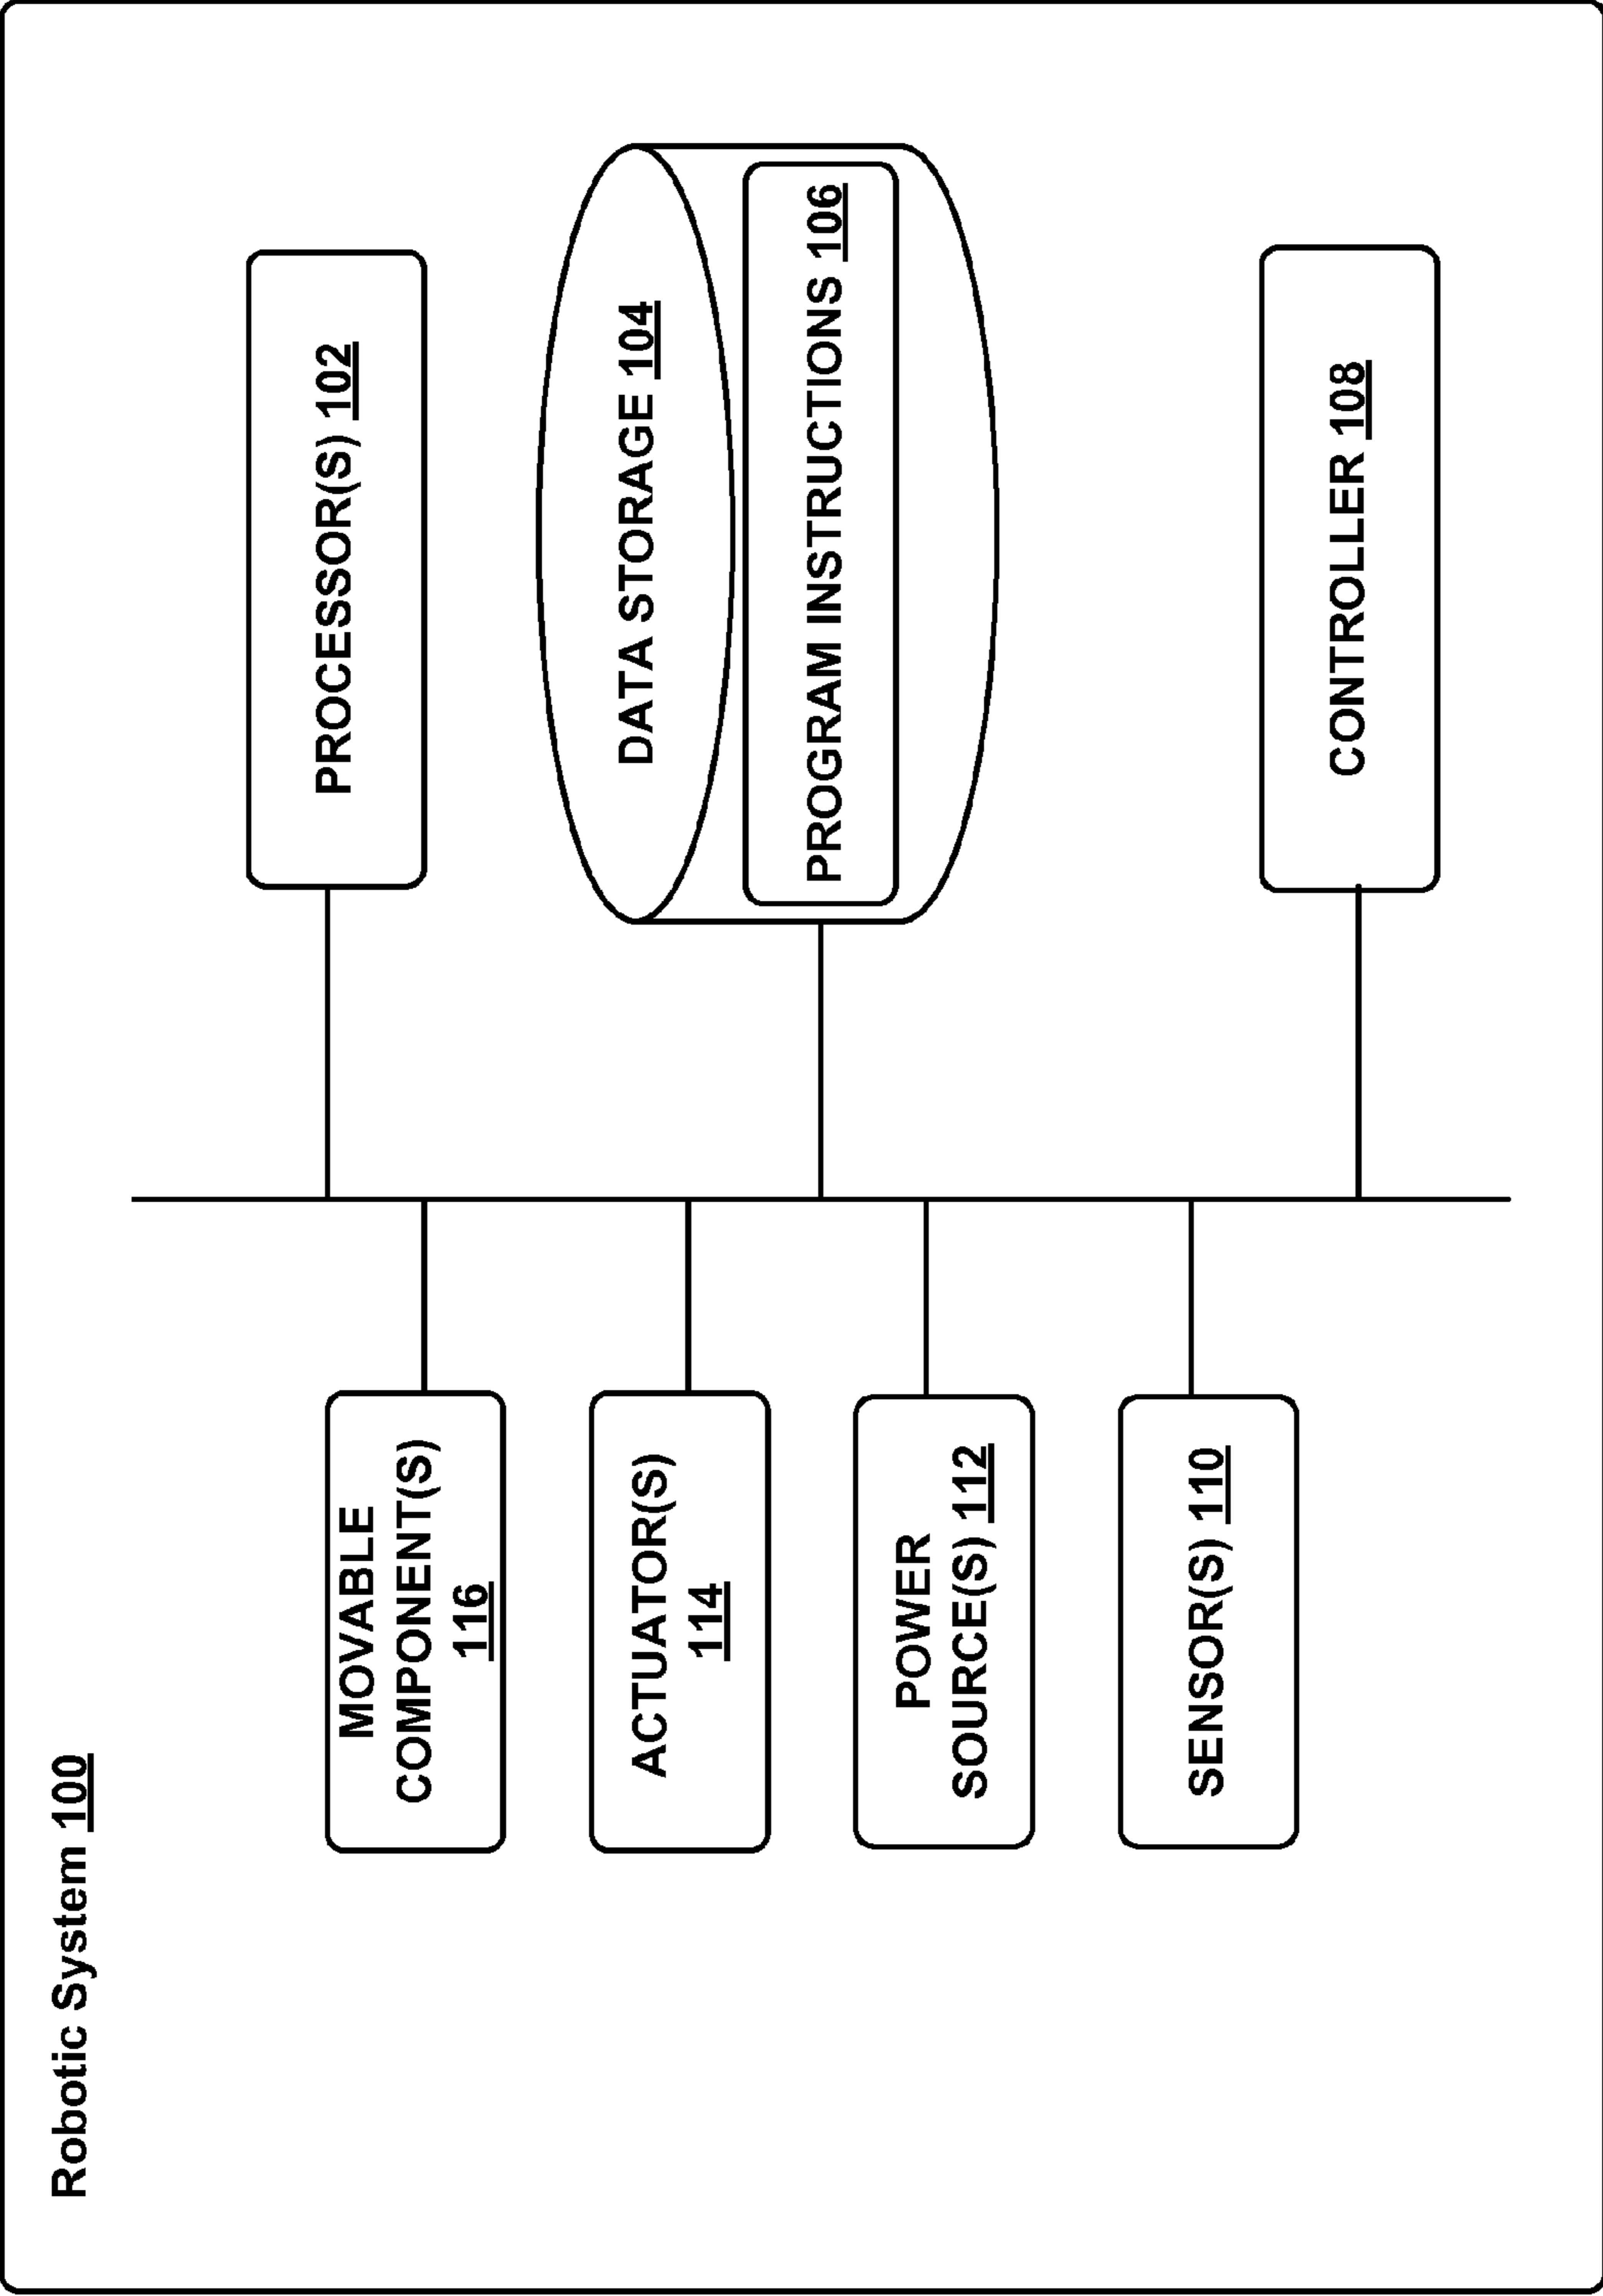 Robotic System 100
MOVABLE
COMPONENT(S)
116
ACTUATOR(S)
114
POWER
SOURCE(S) 112
SENSOR(S) 110
PROCESSOR(S) 102
DATA STORAGE 104
PROGRAM INSTRUCTIONS 106
CONTROLLER 108